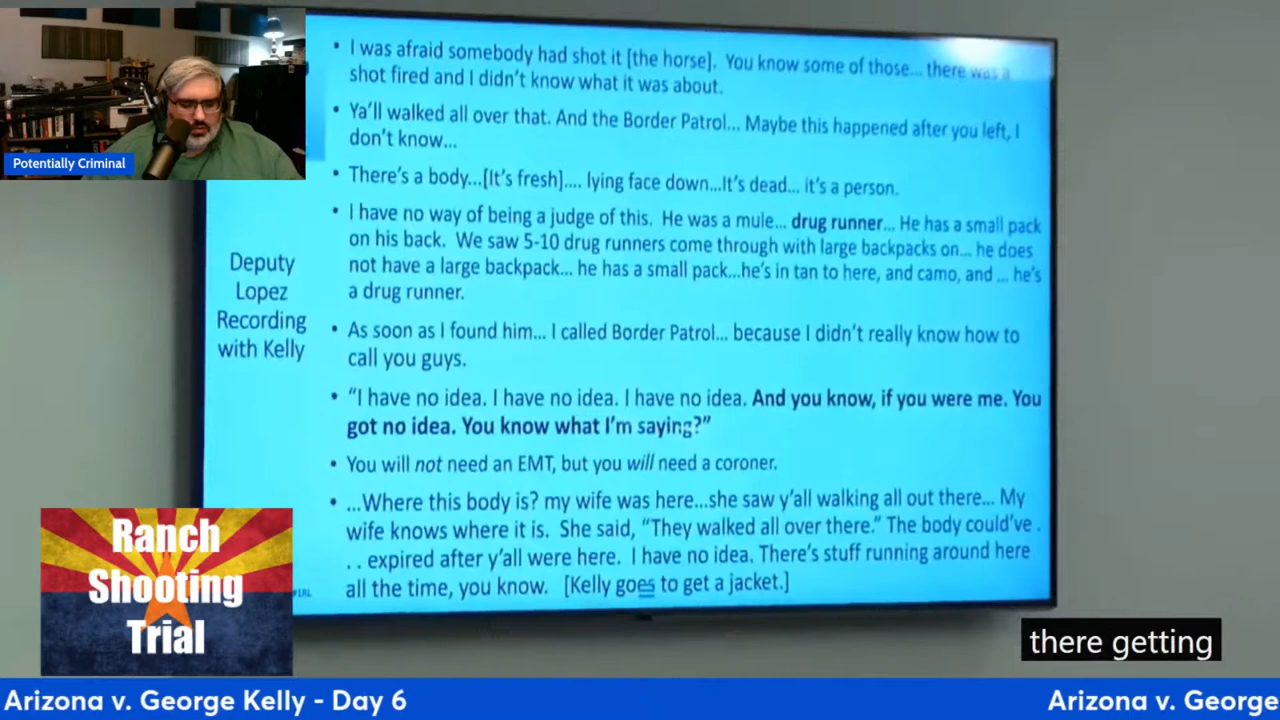 Potentially Criminal
• I was afraid somebody had shot it [the horse]. You know some of those... there was a
shot fired and I didn't know what it was about.
• Ya'll walked all over that. And the Border Patrol... Maybe this happened after you left, I
don't know...
• There's a body...[It's fresh].... lying face down...It's dead... it's a person.
• I have no way of being a judge of this. He was a mule... drug runner... He has a small pack
on his back. We saw 5-10 drug runners come through with large backpacks on... he does
not have a large backpack... he has a small pack...he's in tan to here, and camo, and ... he's
a drug runner.
Deputy
Lopez
Recording
with Kelly
• As soon as I found him... I called Border Patrol... because I didn't really know how to
call you guys.
• "I have no idea. I have no idea. I have no idea. And you know, if you were me. You
got no idea. You know what I'm saying?"
• You will not need an EMT, but you will need a coroner.
• ...Where this body is? my wife was here...she saw y'all walking all out there... My
wife knows where it is. She said, "They walked all over there." The body could've .
. . expired after y'all were here. I have no idea. There's stuff running around here
all the time, you know. [Kelly goes to get a jacket.]
Ranch
Shooting
Trial
there getting
Arizona v. George Kelly - Day 6
Arizona v. George